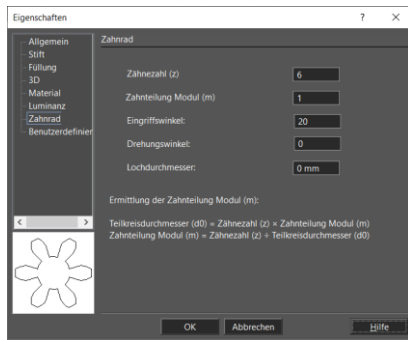 Eigenschaften
? ×
Allgemein
Stift
Füllung
3D
Material
Luminanz
Zahnrad
Benutzerdefinier
Zahnrad
Zähnezahl (z) 6
Zahnteilung Modul (m) 1
Eingriffswinkel: 20
Drehungswinkel: 0
Lochdurchmesser: 0 mm
Ermittlung der Zahnteilung Modul (m):
Teilkreisdurchmesser (d0) = Zähnezahl (z) × Zahnteilung Modul (m)
Zahnteilung Modul (m) = Zähnezahl (z) ÷ Teilkreisdurchmesser (d0)
OK Abbrechen Hilfe